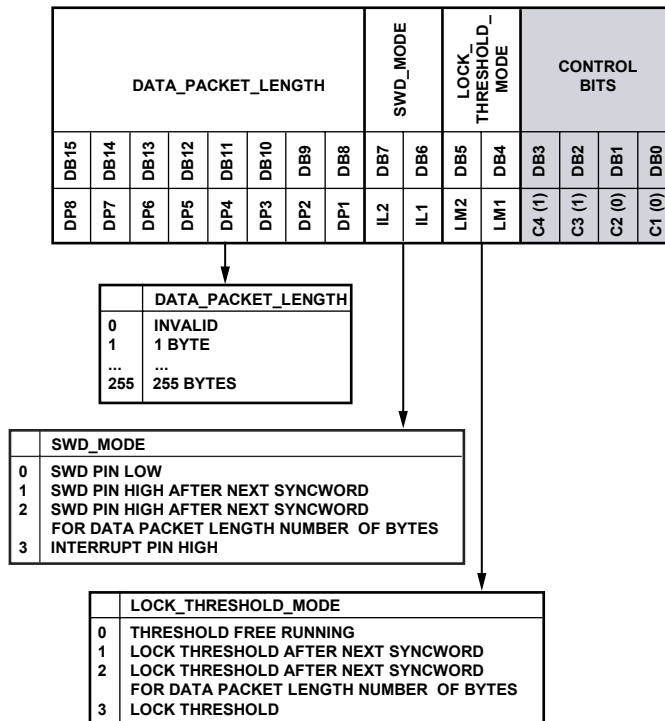 DATA_PACKET_LENGTH
SWD_MODE
LOCK_
THRESHOLD_
MODE
CONTROL
BITS
DB15 DB14 DB13 DB12 DB11 DB10 DB9 DB8 DB7 DB6 DB5 DB4 DB3 DB2 DB1 DB0
DP8 DP7 DP6 DP5 DP4 DP3 DP2 DP1 IL2 IL1 LM2 LM1 C4 (1) C3 (1) C2 (0) C1 (0)
DATA_PACKET_LENGTH
0 INVALID
1 1 BYTE
... ...
255 255 BYTES
SWD_MODE
0 SWD PIN LOW
1 SWD PIN HIGH AFTER NEXT SYNCWORD
2 SWD PIN HIGH AFTER NEXT SYNCWORD
FOR DATA PACKET LENGTH NUMBER OF BYTES
3 INTERRUPT PIN HIGH
LOCK_THRESHOLD_MODE
0 THRESHOLD FREE RUNNING
1 LOCK THRESHOLD AFTER NEXT SYNCWORD
2 LOCK THRESHOLD AFTER NEXT SYNCWORD
FOR DATA PACKET LENGTH NUMBER OF BYTES
3 LOCK THRESHOLD